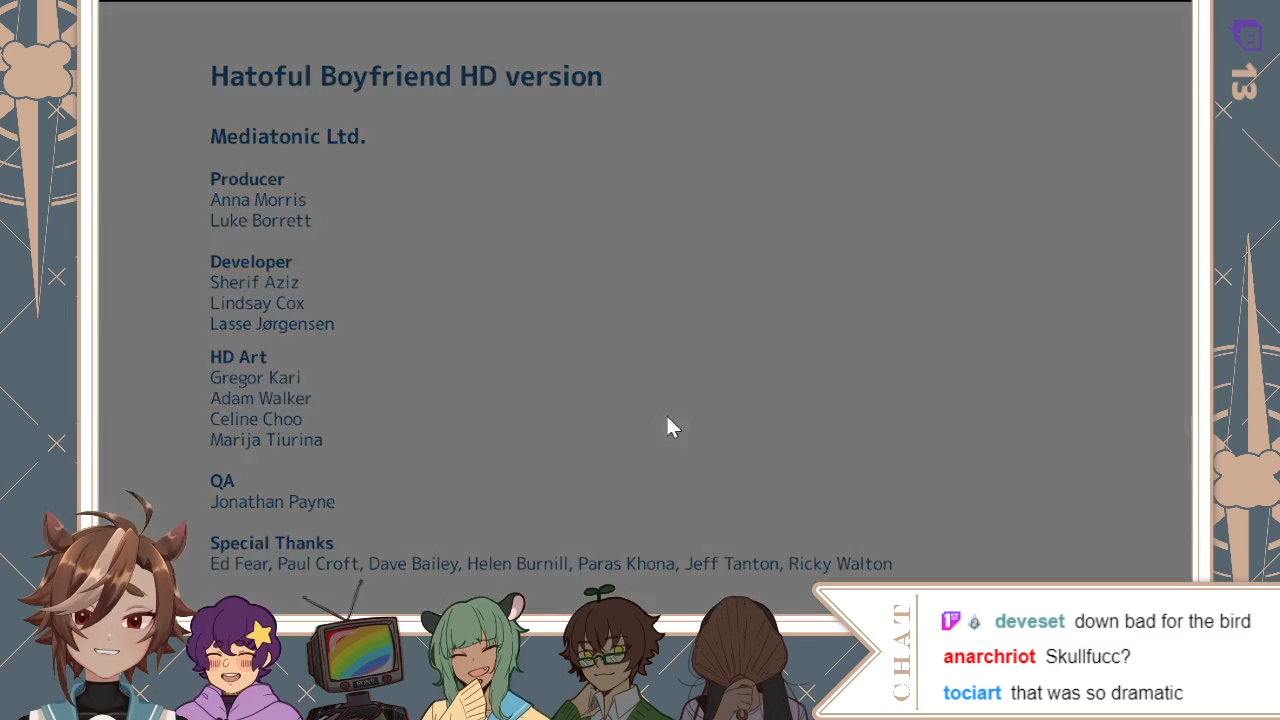 Hatoful Boyfriend HD version
Mediatonic Ltd.
Producer
Anna Morris
Luke Borrett
Developer
Sherif Aziz
Lindsay Cox
Lasse Jørgensen
HD Art
Gregor Kari
Adam Walker
Celine Choo
Marija Tiurina
QA
Jonathan Payne
Special Thanks
Ed Fear, Paul Croft, Dave Bailey, Helen Burnill, Paras Khona, Jeff Tanton, Ricky Walton
13
SONY
CHAT
1st deveset down bad for the bird
anarchriot Skullfucc?
tociart that was so dramatic